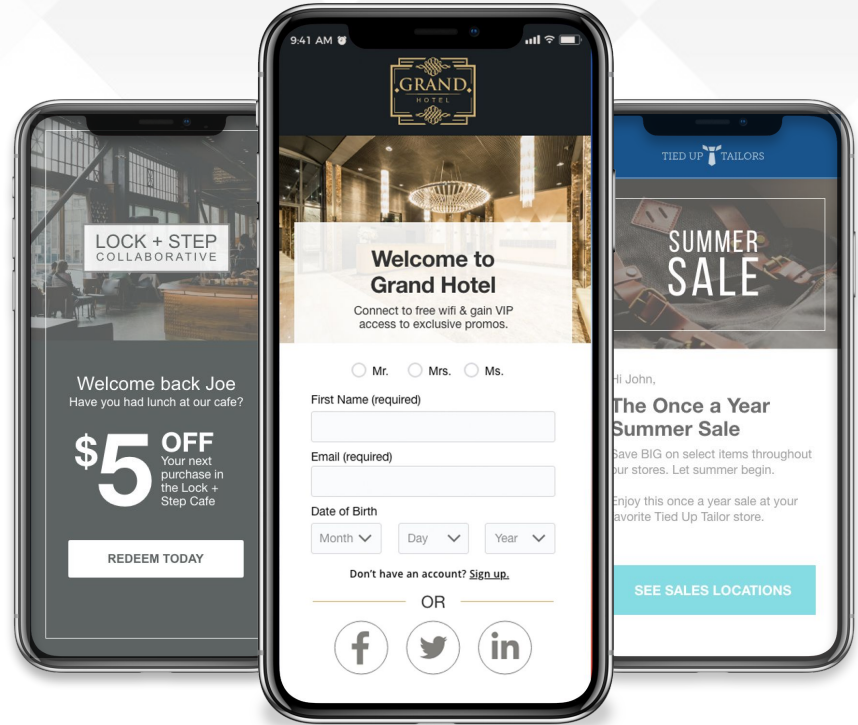 LOCK + STEP
COLLABORATIVE
Welcome back Joe
Have you had lunch at our cafe?
$5 OFF
Your next
purchase in
the Lock +
Step Cafe
REDEEM TODAY
9:41 AM
GRAND
HOTEL
Welcome to
Grand Hotel
Connect to free wifi & gain VIP
access to exclusive promos.
Mr. Mrs. Ms.
First Name (required)
Email (required)
Date of Birth
Month Day Year
Don't have an account? Sign up.
OR
f in
TIED UP TAILORS
SUMMER
SALE
Hi John,
The Once a Year
Summer Sale
Save BIG on select items throughout
our stores. Let summer begin.
Enjoy this once a year sale at your
favorite Tied Up Tailor store.
SEE SALES LOCATIONS